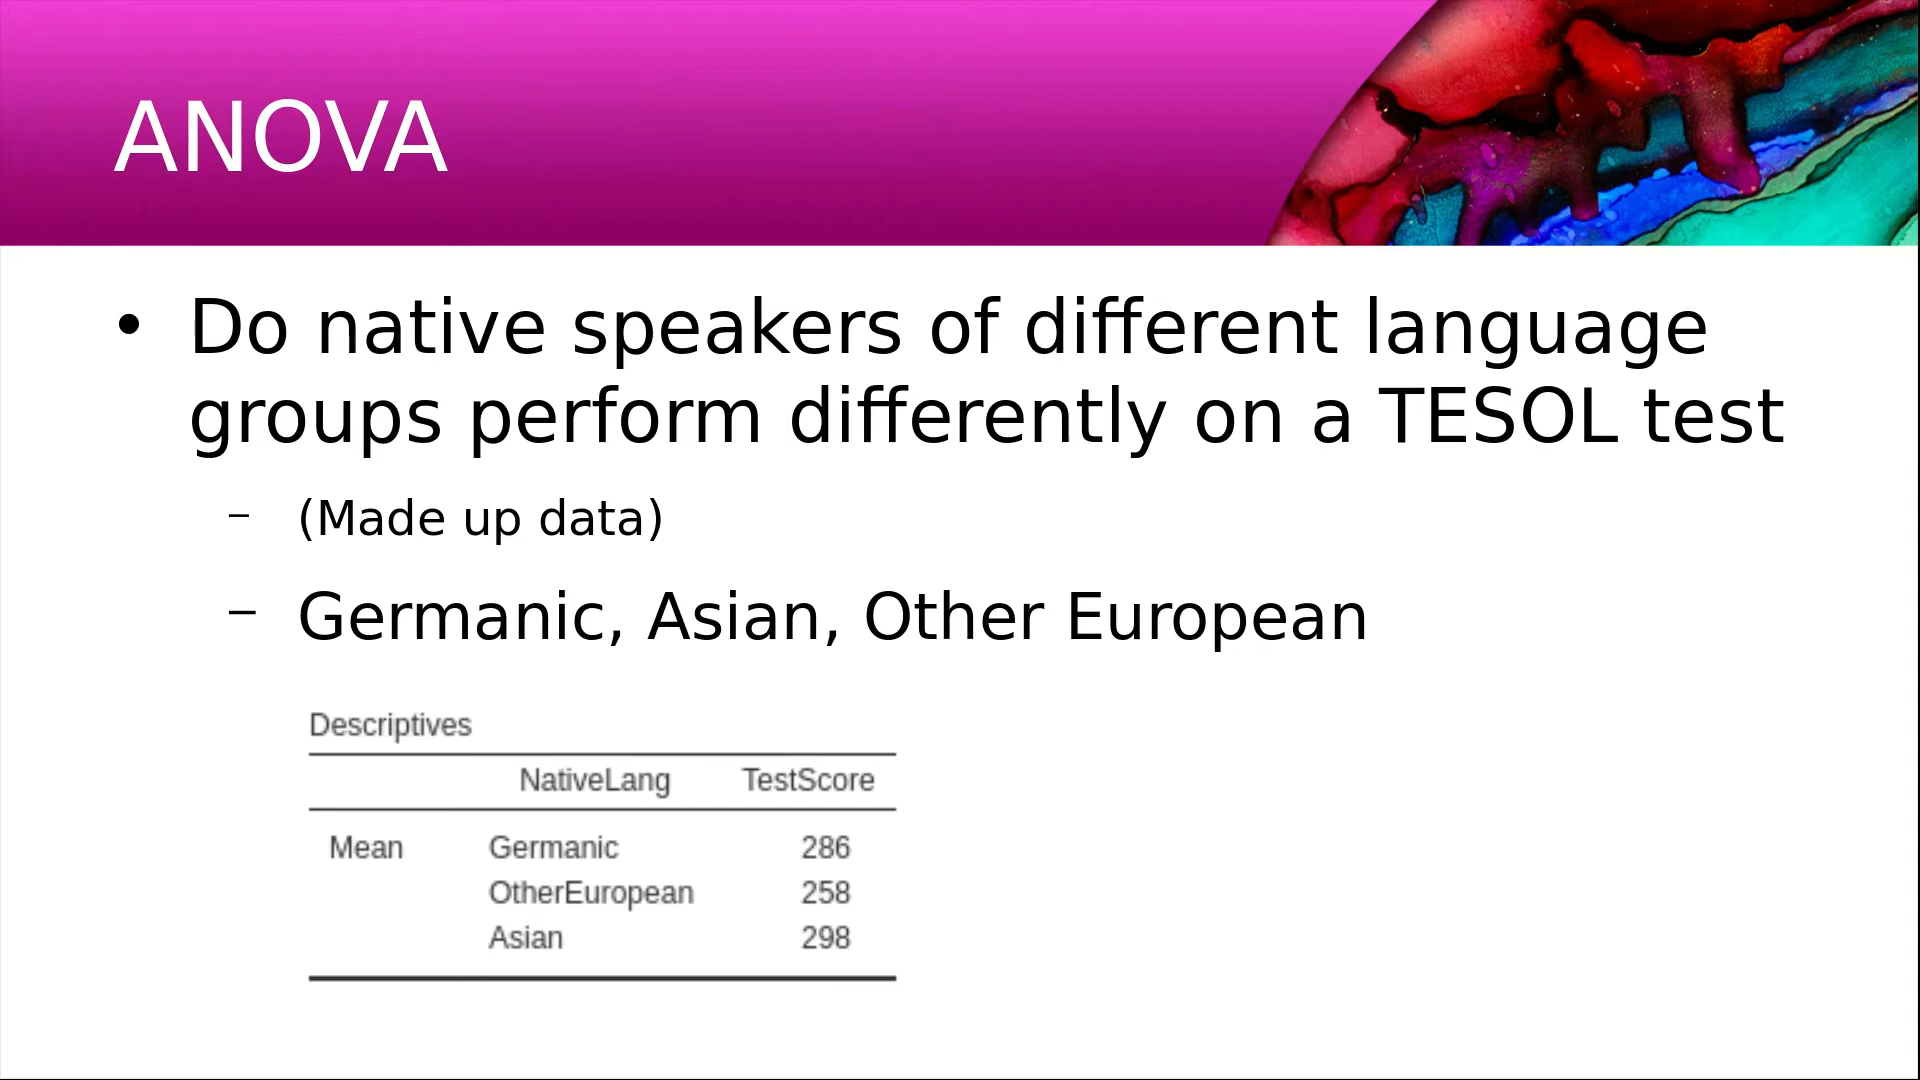 ANOVA
• Do native speakers of different language
groups perform differently on a TESOL test
– (Made up data)
– Germanic, Asian, Other European
Descriptives
NativeLang TestScore
Mean Germanic 286
OtherEuropean 258
Asian 298